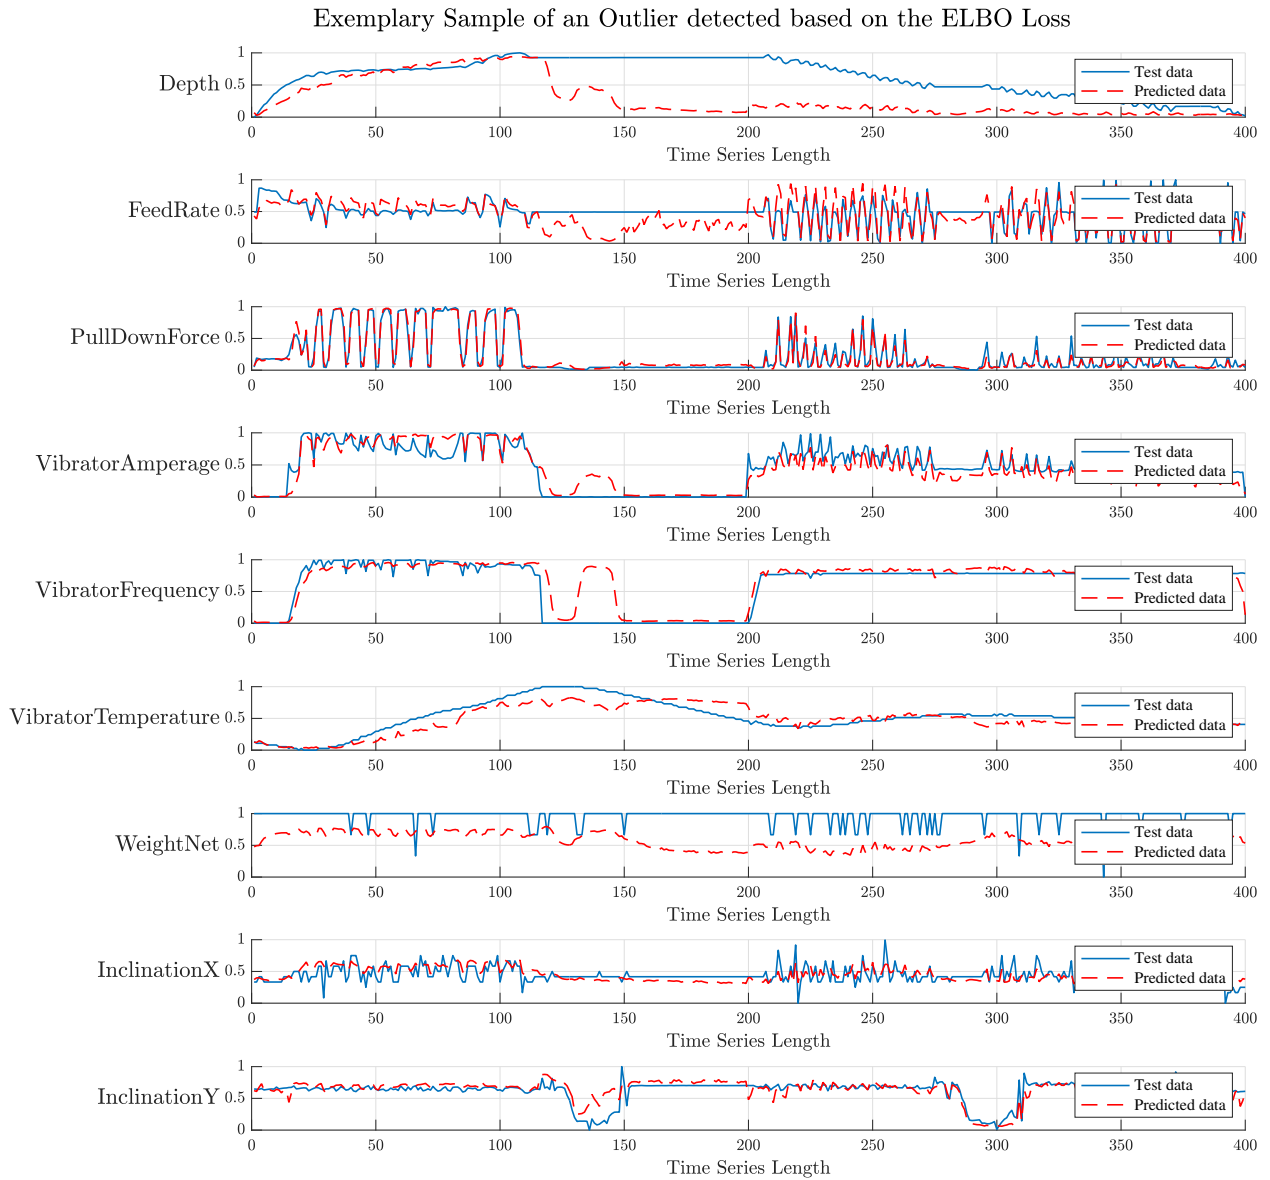 Exemplary Sample of an Outlier detected based on the ELBO Loss
Depth
1
0.5
0
0 50 100 150 200 250 300 350 400
Time Series Length
Test data
Predicted data
FeedRate
1
0.5
0
0 50 100 150 200 250 300 350 400
Time Series Length
Test data
Predicted data
PullDownForce
1
0.5
0
0 50 100 150 200 250 300 350 400
Time Series Length
Test data
Predicted data
VibratorAmperage
1
0.5
0
0 50 100 150 200 250 300 350 400
Time Series Length
Test data
Predicted data
VibratorFrequency
1
0.5
0
0 50 100 150 200 250 300 350 400
Time Series Length
Test data
Predicted data
VibratorTemperature
1
0.5
0
0 50 100 150 200 250 300 350 400
Time Series Length
Test data
Predicted data
WeightNet
1
0.5
0
0 50 100 150 200 250 300 350 400
Time Series Length
Test data
Predicted data
InclinationX
1
0.5
0
0 50 100 150 200 250 300 350 400
Time Series Length
Test data
Predicted data
InclinationY
1
0.5
0
0 50 100 150 200 250 300 350 400
Time Series Length
Test data
Predicted data